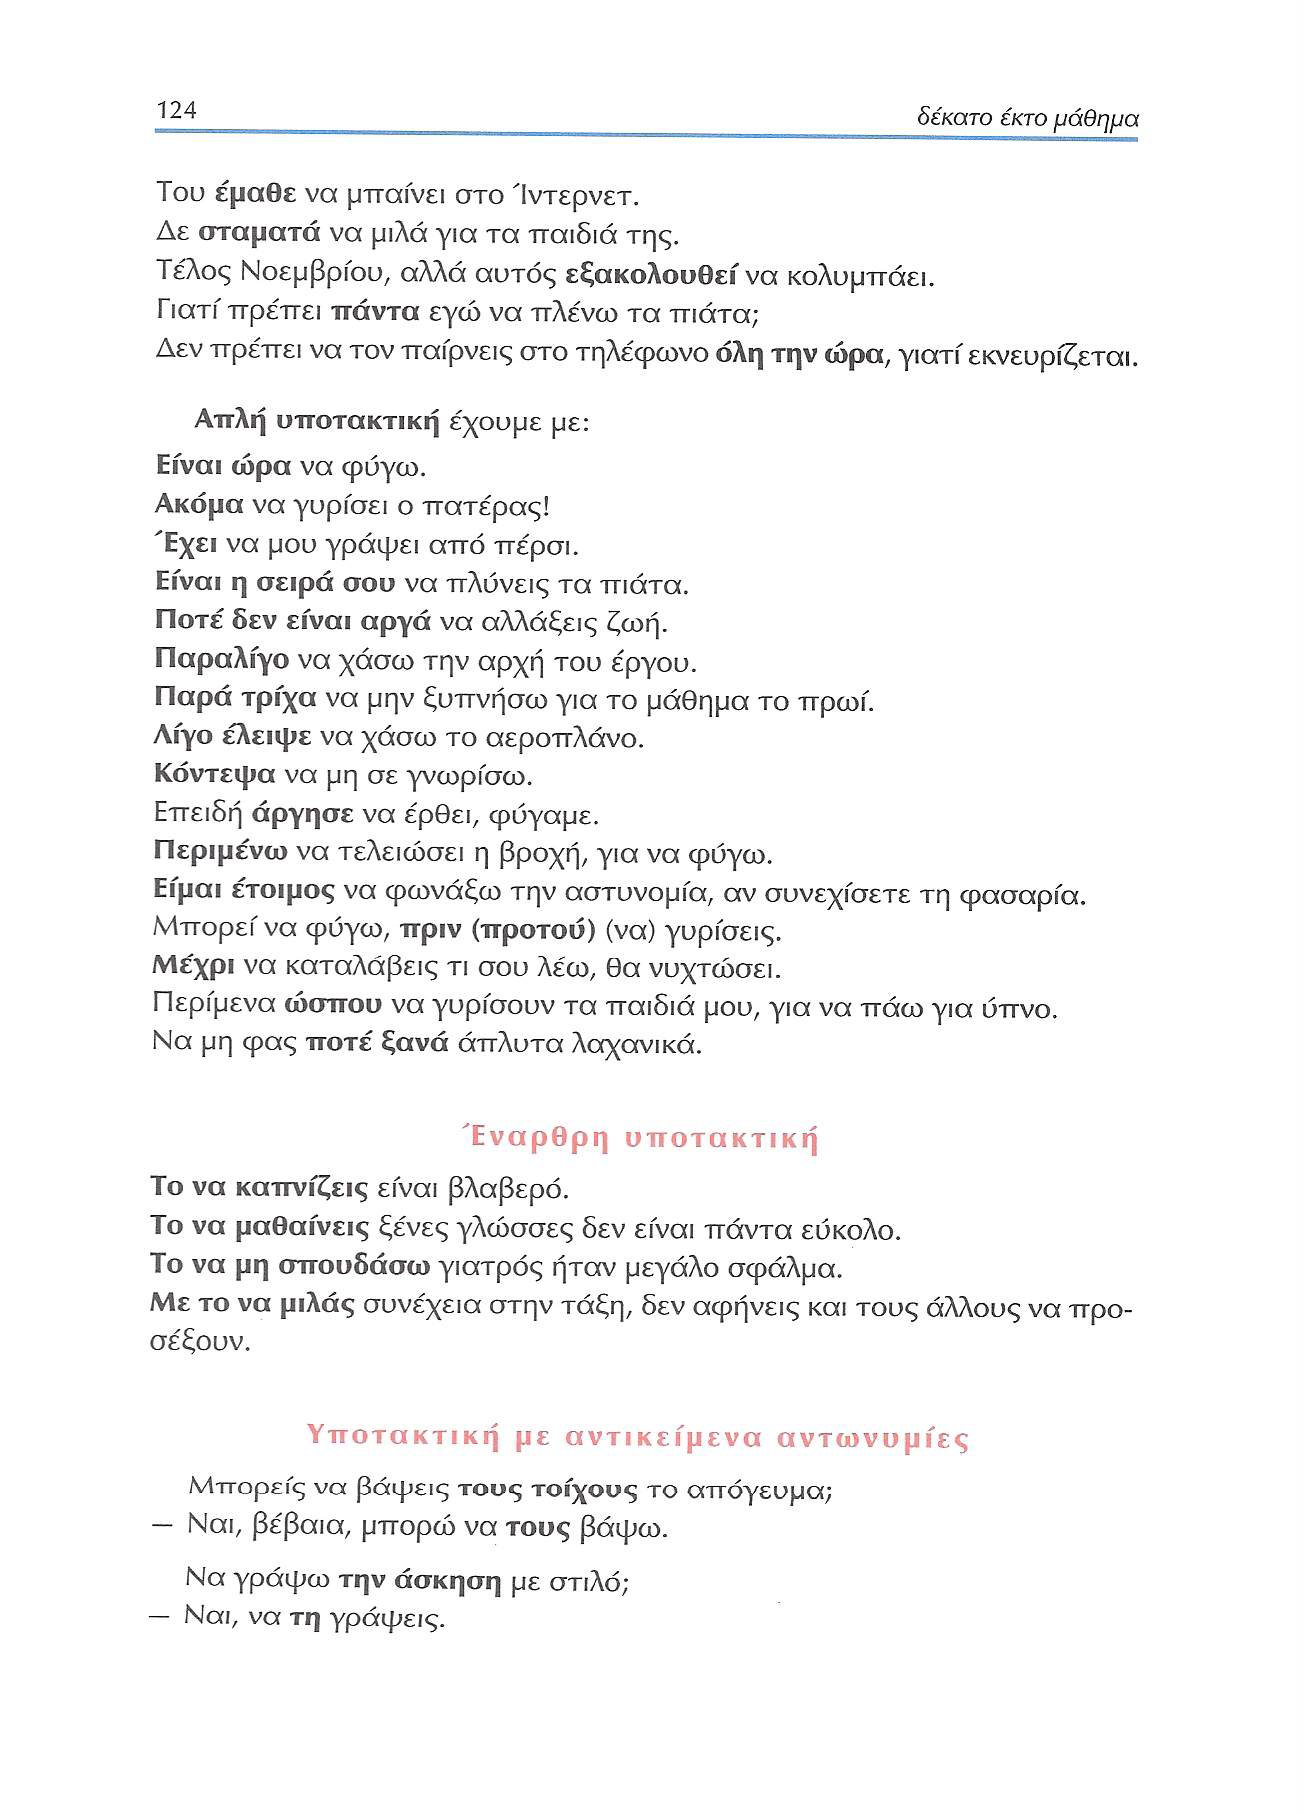 124
δέκατο έκτο μάθημα
Του έμαθε να μπαίνει στο Ίντερνετ.
Δε σταματά να μιλά για τα παιδιά της.
Τέλος Νοεμβρίου, αλλά αυτός εξακολουθεί να κολυμπάει.
Γιατί πρέπει πάντα εγώ να πλένω τα πιάτα;
Δεν πρέπει να τον παίρνεις στο τηλέφωνο όλη την ώρα, γιατί εκνευρίζεται.
Απλή υποτακτική έχουμε με:
Είναι ώρα να φύγω.
Ακόμα να γυρίσει ο πατέρας!
Έχει να μου γράψει από πέρσι.
Είναι η σειρά σου να πλύνεις τα πιάτα.
Ποτέ δεν είναι αργά να αλλάξεις ζωή.
Παραλίγο να χάσω την αρχή του έργου.
Παρά τρίχα να μην ξυπνήσω για το μάθημα το πρωί.
Λίγο έλειψε να χάσω το αεροπλάνο.
Κόντεψα να μη σε γνωρίσω.
Επειδή άργησε να έρθει, φύγαμε.
Περιμένω να τελειώσει η βροχή, για να φύγω.
Είμαι έτοιμος να φωνάξω την αστυνομία, αν συνεχίσετε τη φασαρία.
Μπορεί να φύγω, πριν (προτού) (να) γυρίσεις.
Μέχρι να καταλάβεις τι σου λέω, θα νυχτώσει.
Περίμενα ώσπου να γυρίσουν τα παιδιά μου, για να πάω για ύπνο.
Να μη φας ποτέ ξανά άπλυτα λαχανικά.
Έναρθρη υποτακτική
Το να καπνίζεις είναι βλαβερό.
Το να μαθαίνεις ξένες γλώσσες δεν είναι πάντα εύκολο.
Το να μη σπουδάσω γιατρός ήταν μεγάλο σφάλμα.
Με το να μιλάς συνέχεια στην τάξη, δεν αφήνεις και τους άλλους να προ-
σέξουν.
Υποτακτική με αντικείμενα αντωνυμίες
Μπορείς να βάψεις τους τοίχους το απόγευμα;
— Ναι, βέβαια, μπορώ να τους βάψω.
Να γράψω την άσκηση με στιλό;
— Ναι, να τη γράψεις.